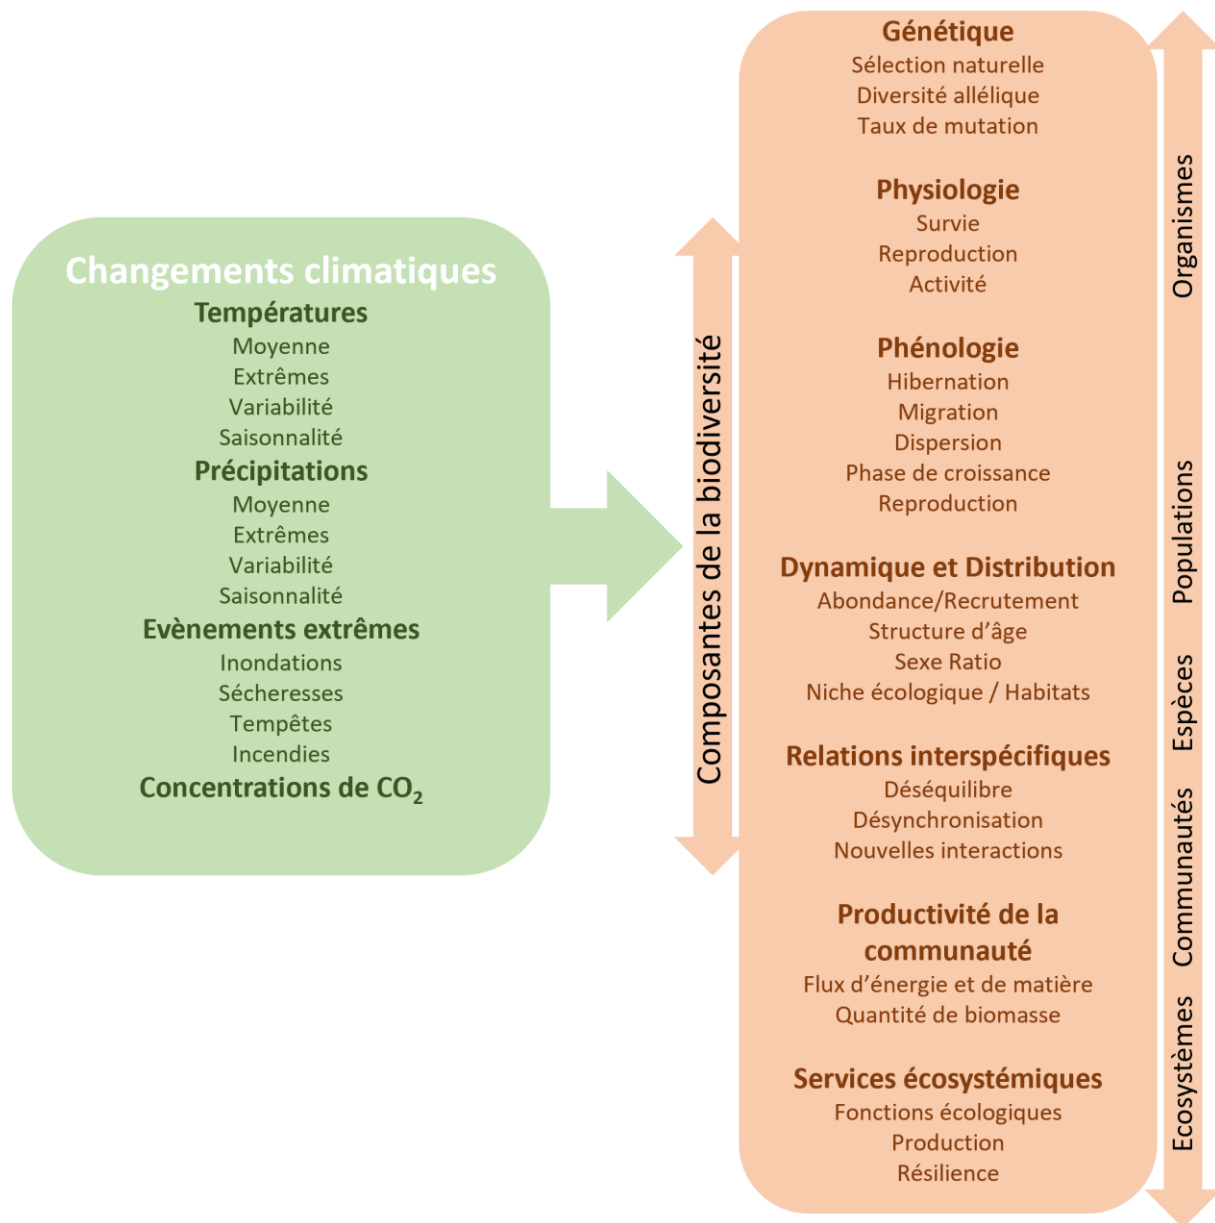 Changements climatiques
Températures
Moyenne
Extrêmes
Variabilité
Saisonnalité
Précipitations
Moyenne
Extrêmes
Variabilité
Saisonnalité
Evènements extrêmes
Inondations
Sécheresses
Tempêtes
Incendies
Concentrations de CO₂
Composantes de la biodiversité
Génétique
Sélection naturelle
Diversité allélique
Taux de mutation
Physiologie
Survie
Reproduction
Activité
Phénologie
Hibernation
Migration
Dispersion
Phase de croissance
Reproduction
Dynamique et Distribution
Abondance/Recrutement
Structure d’âge
Sexe Ratio
Niche écologique / Habitats
Relations interspécifiques
Déséquilibre
Désynchronisation
Nouvelles interactions
Productivité de la
communauté
Flux d’énergie et de matière
Quantité de biomasse
Services écosystémiques
Fonctions écologiques
Production
Résilience
Organismes
Populations
Espèces
Communautés
Ecosystèmes